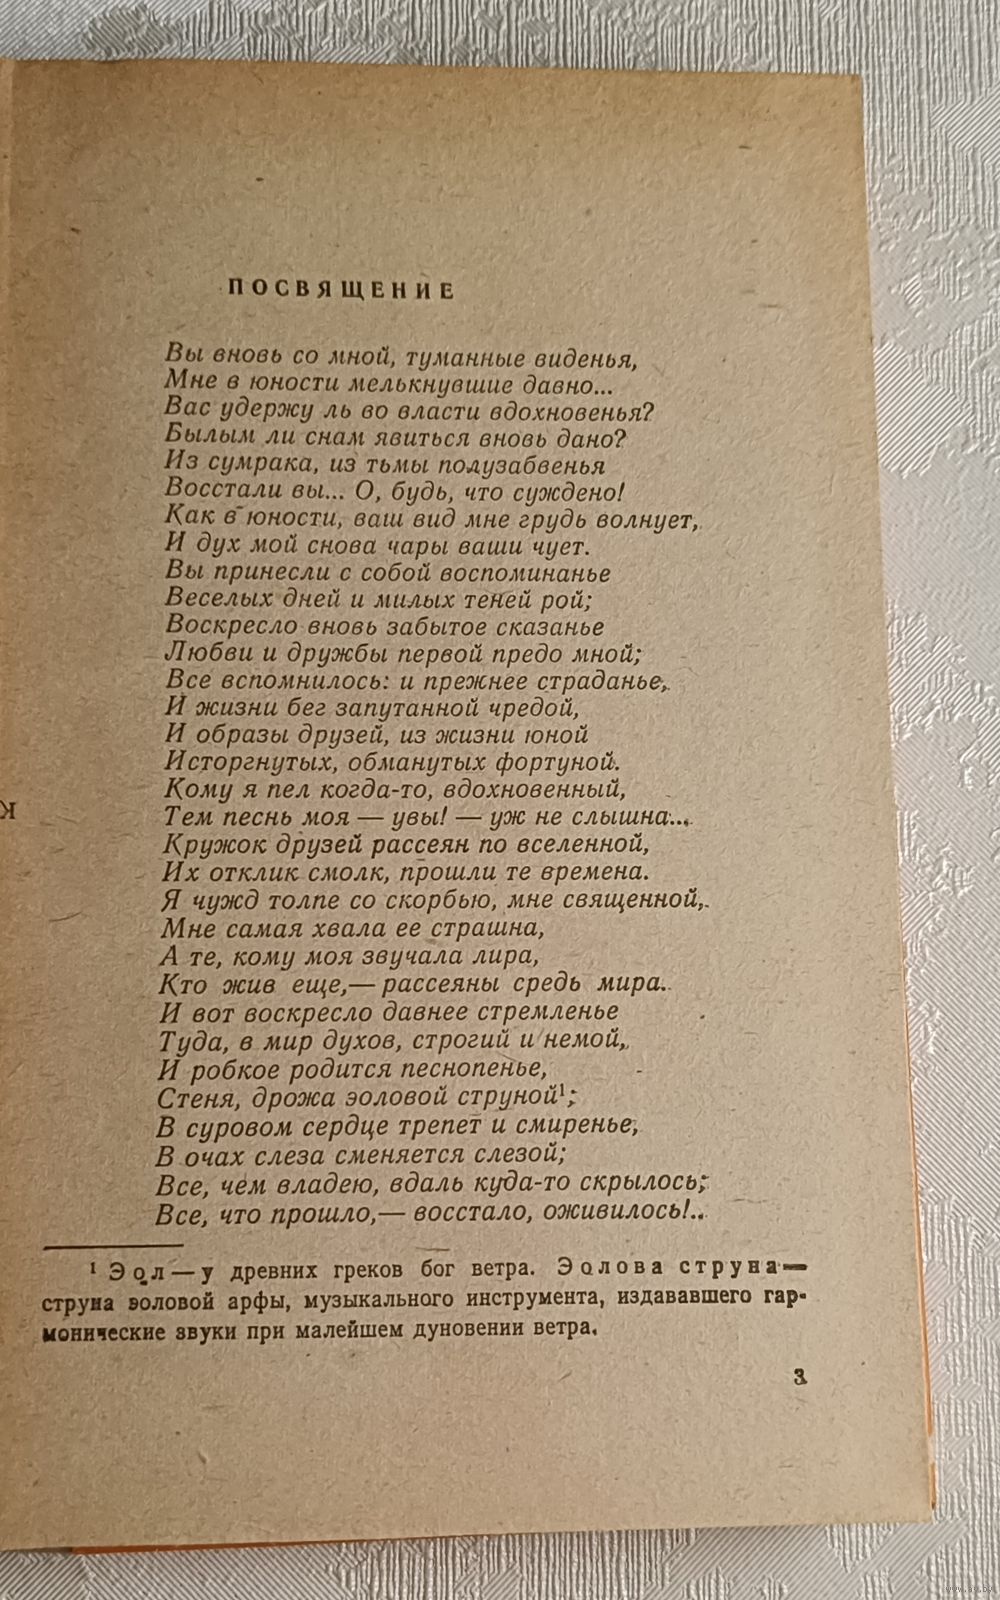 ПОСВЯЩЕНИЕ
Вы вновь со мной, туманные виденья,
Мне в юности мелькнувшие давно...
Вас удержу ль во власти вдохновенья?
Былым ли снам явиться вновь дано?
Из сумрака, из тьмы полузабвенья
Восстали вы... О, будь, что суждено!
Как в юности, ваш вид мне грудь волнует,
И дух мой снова чары ваши чует.
Вы принесли с собой воспоминанье
Веселых дней и милых теней рой;
Воскресло вновь забытое сказанье
Любви и дружбы первой предо мной;
Все вспомнилось: и прежнее страданье,
И жизни бег запутанной чредой,
И образы друзей, из жизни юной
Исторгнутых, обманутых фортуной.
Кому я пел когда-то, вдохновенный,
Тем песнь моя — увы! — уж не слышна...
Кружок друзей рассеян по вселенной,
Их отклик смолк, прошли те времена.
Я чужд толпе со скорбью, мне священной,
Мне самая хвала ее страшна,
А те, кому моя звучала лира,
Кто жив еще,— рассеяны средь мира.
И вот воскресло давнее стремленье
Туда, в мир духов, строгий и немой,
И робкое родится песнопенье,
Стеня, дрожа эоловой струной¹;
В суровом сердце трепет и смиренье,
В очах слеза сменяется слезой;
Все, чем владею, вдаль куда-то скрылось;
Все, что прошло,— восстало, оживилось!..
¹ Эол — у древних греков бог ветра. Эолова струна —
струна эоловой арфы, музыкального инструмента, издававшего гар-
монические звуки при малейшем дуновении ветра.
3
К
www.ay.by